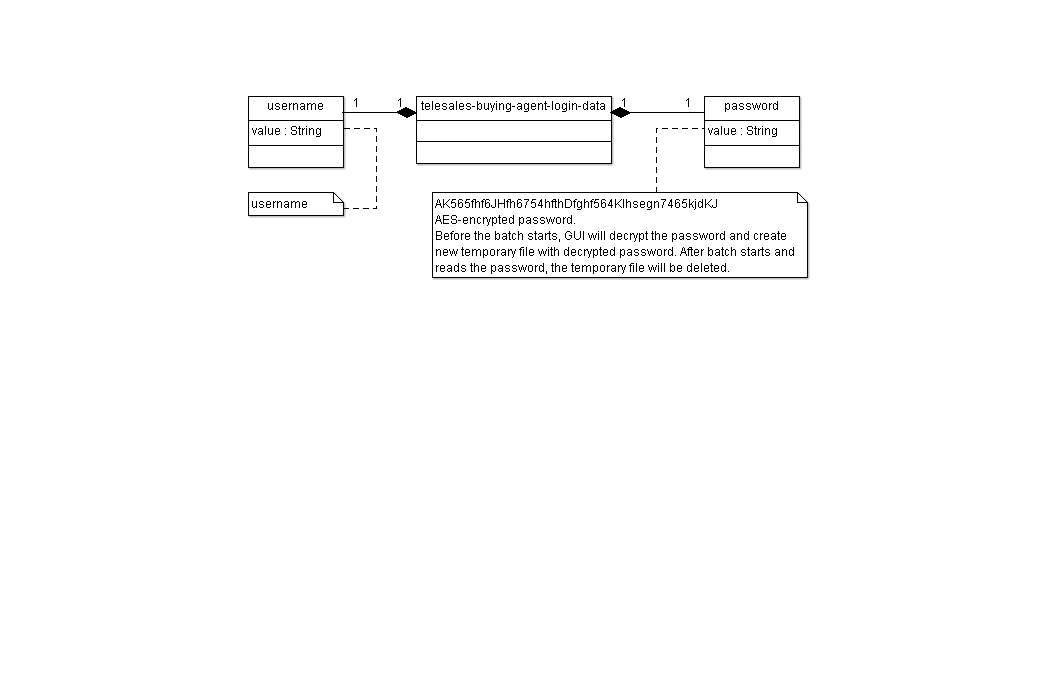 username
1
1
telesales-buying-agent-login-data
1
1
password
value : String
value : String
username
AK565fhf6JHfh6754hfthDfghf564KIhsegn7465kjdKJ
AES-encrypted password.
Before the batch starts, GUI will decrypt the password and create
new temporary file with decrypted password. After batch starts and
reads the password, the temporary file will be deleted.